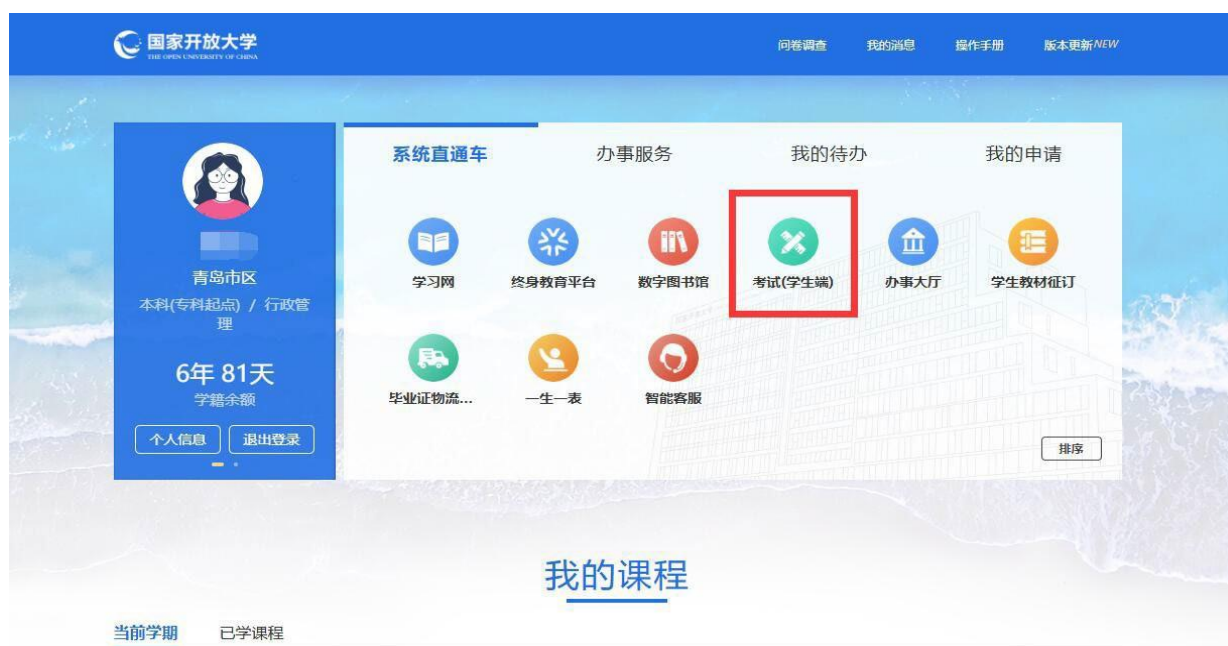 国家开放大学
THE OPEN UNIVERSITY OF CHINA
问卷调查 我的消息 操作手册 版本更新NEW
系统直通车 办事服务 我的待办 我的申请
青岛市区
本科(专科起点) / 行政管
理
6年 81天
学籍余额
个人信息 退出登录
学习网 终身教育平台 数字图书馆 考试(学生端) 办事大厅 学生教材征订
毕业证物流... 一生一表 智能客服
排序
我的课程
当前学期 已学课程